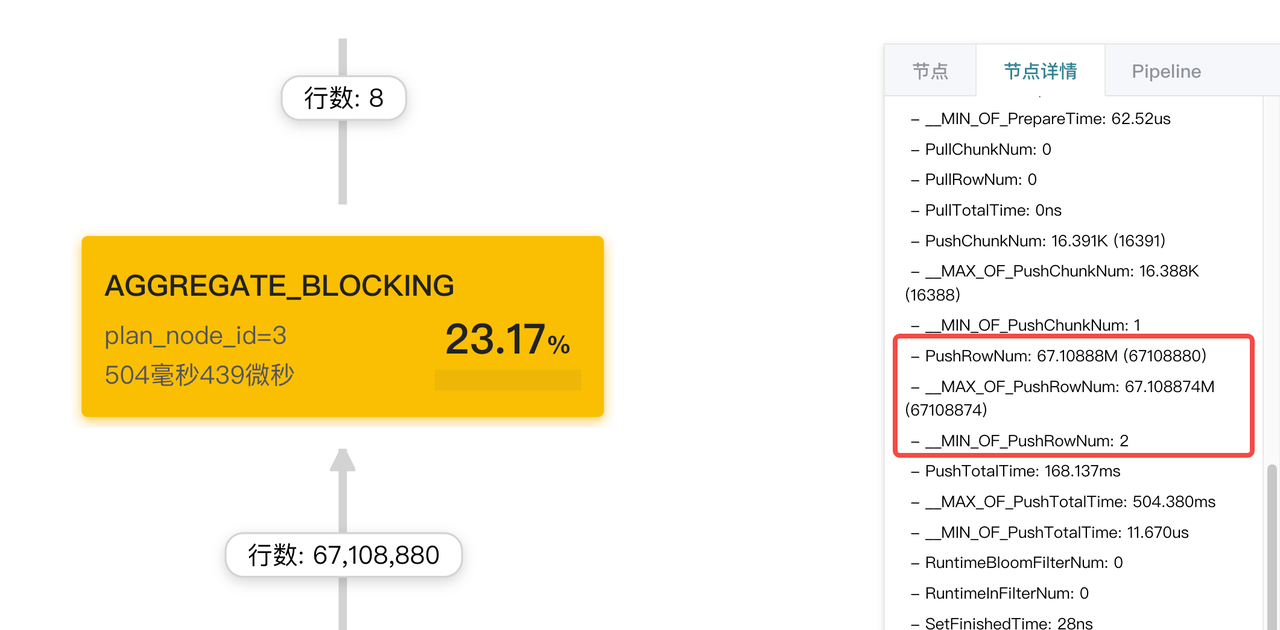 行数: 8
AGGREGATE_BLOCKING
plan_node_id=3
23.17%
504毫秒439微秒
行数: 67,108,880
节点
节点详情
Pipeline
– __MIN_OF_PrepareTime: 62.52us
– PullChunkNum: 0
– PullRowNum: 0
– PullTotalTime: 0ns
– PushChunkNum: 16.391K (16391)
– __MAX_OF_PushChunkNum: 16.388K
(16388)
– __MIN_OF_PushChunkNum: 1
– PushRowNum: 67.10888M (67108880)
– __MAX_OF_PushRowNum: 67.108874M
(67108874)
– __MIN_OF_PushRowNum: 2
– PushTotalTime: 168.137ms
– __MAX_OF_PushTotalTime: 504.380ms
– __MIN_OF_PushTotalTime: 11.670us
– RuntimeBloomFilterNum: 0
– RuntimeInFilterNum: 0
– SetFinishedTime: 28ns